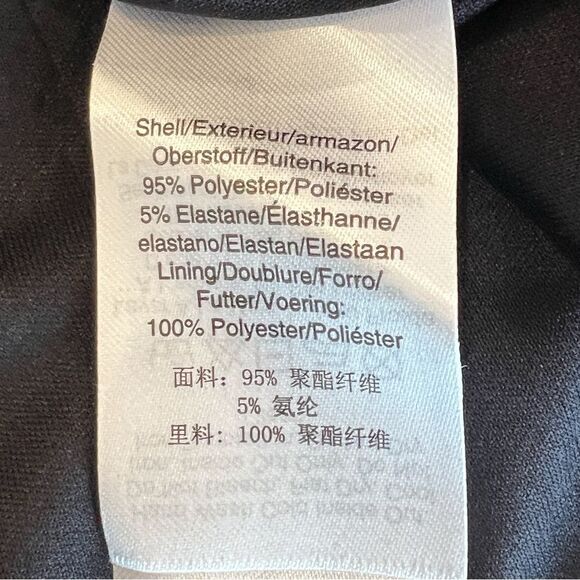 Shell/Exterieur/armazon/
Oberstoff/Buitenkant:
95% Polyester/Poliéster
5% Elastane/Élasthanne/
elastano/Elastan/Elastaan
Lining/Doublure/Forro/
Futter/Voering:
100% Polyester/Poliéster
面料: 95% 聚酯纤维
5% 氨纶
里料: 100% 聚酯纤维